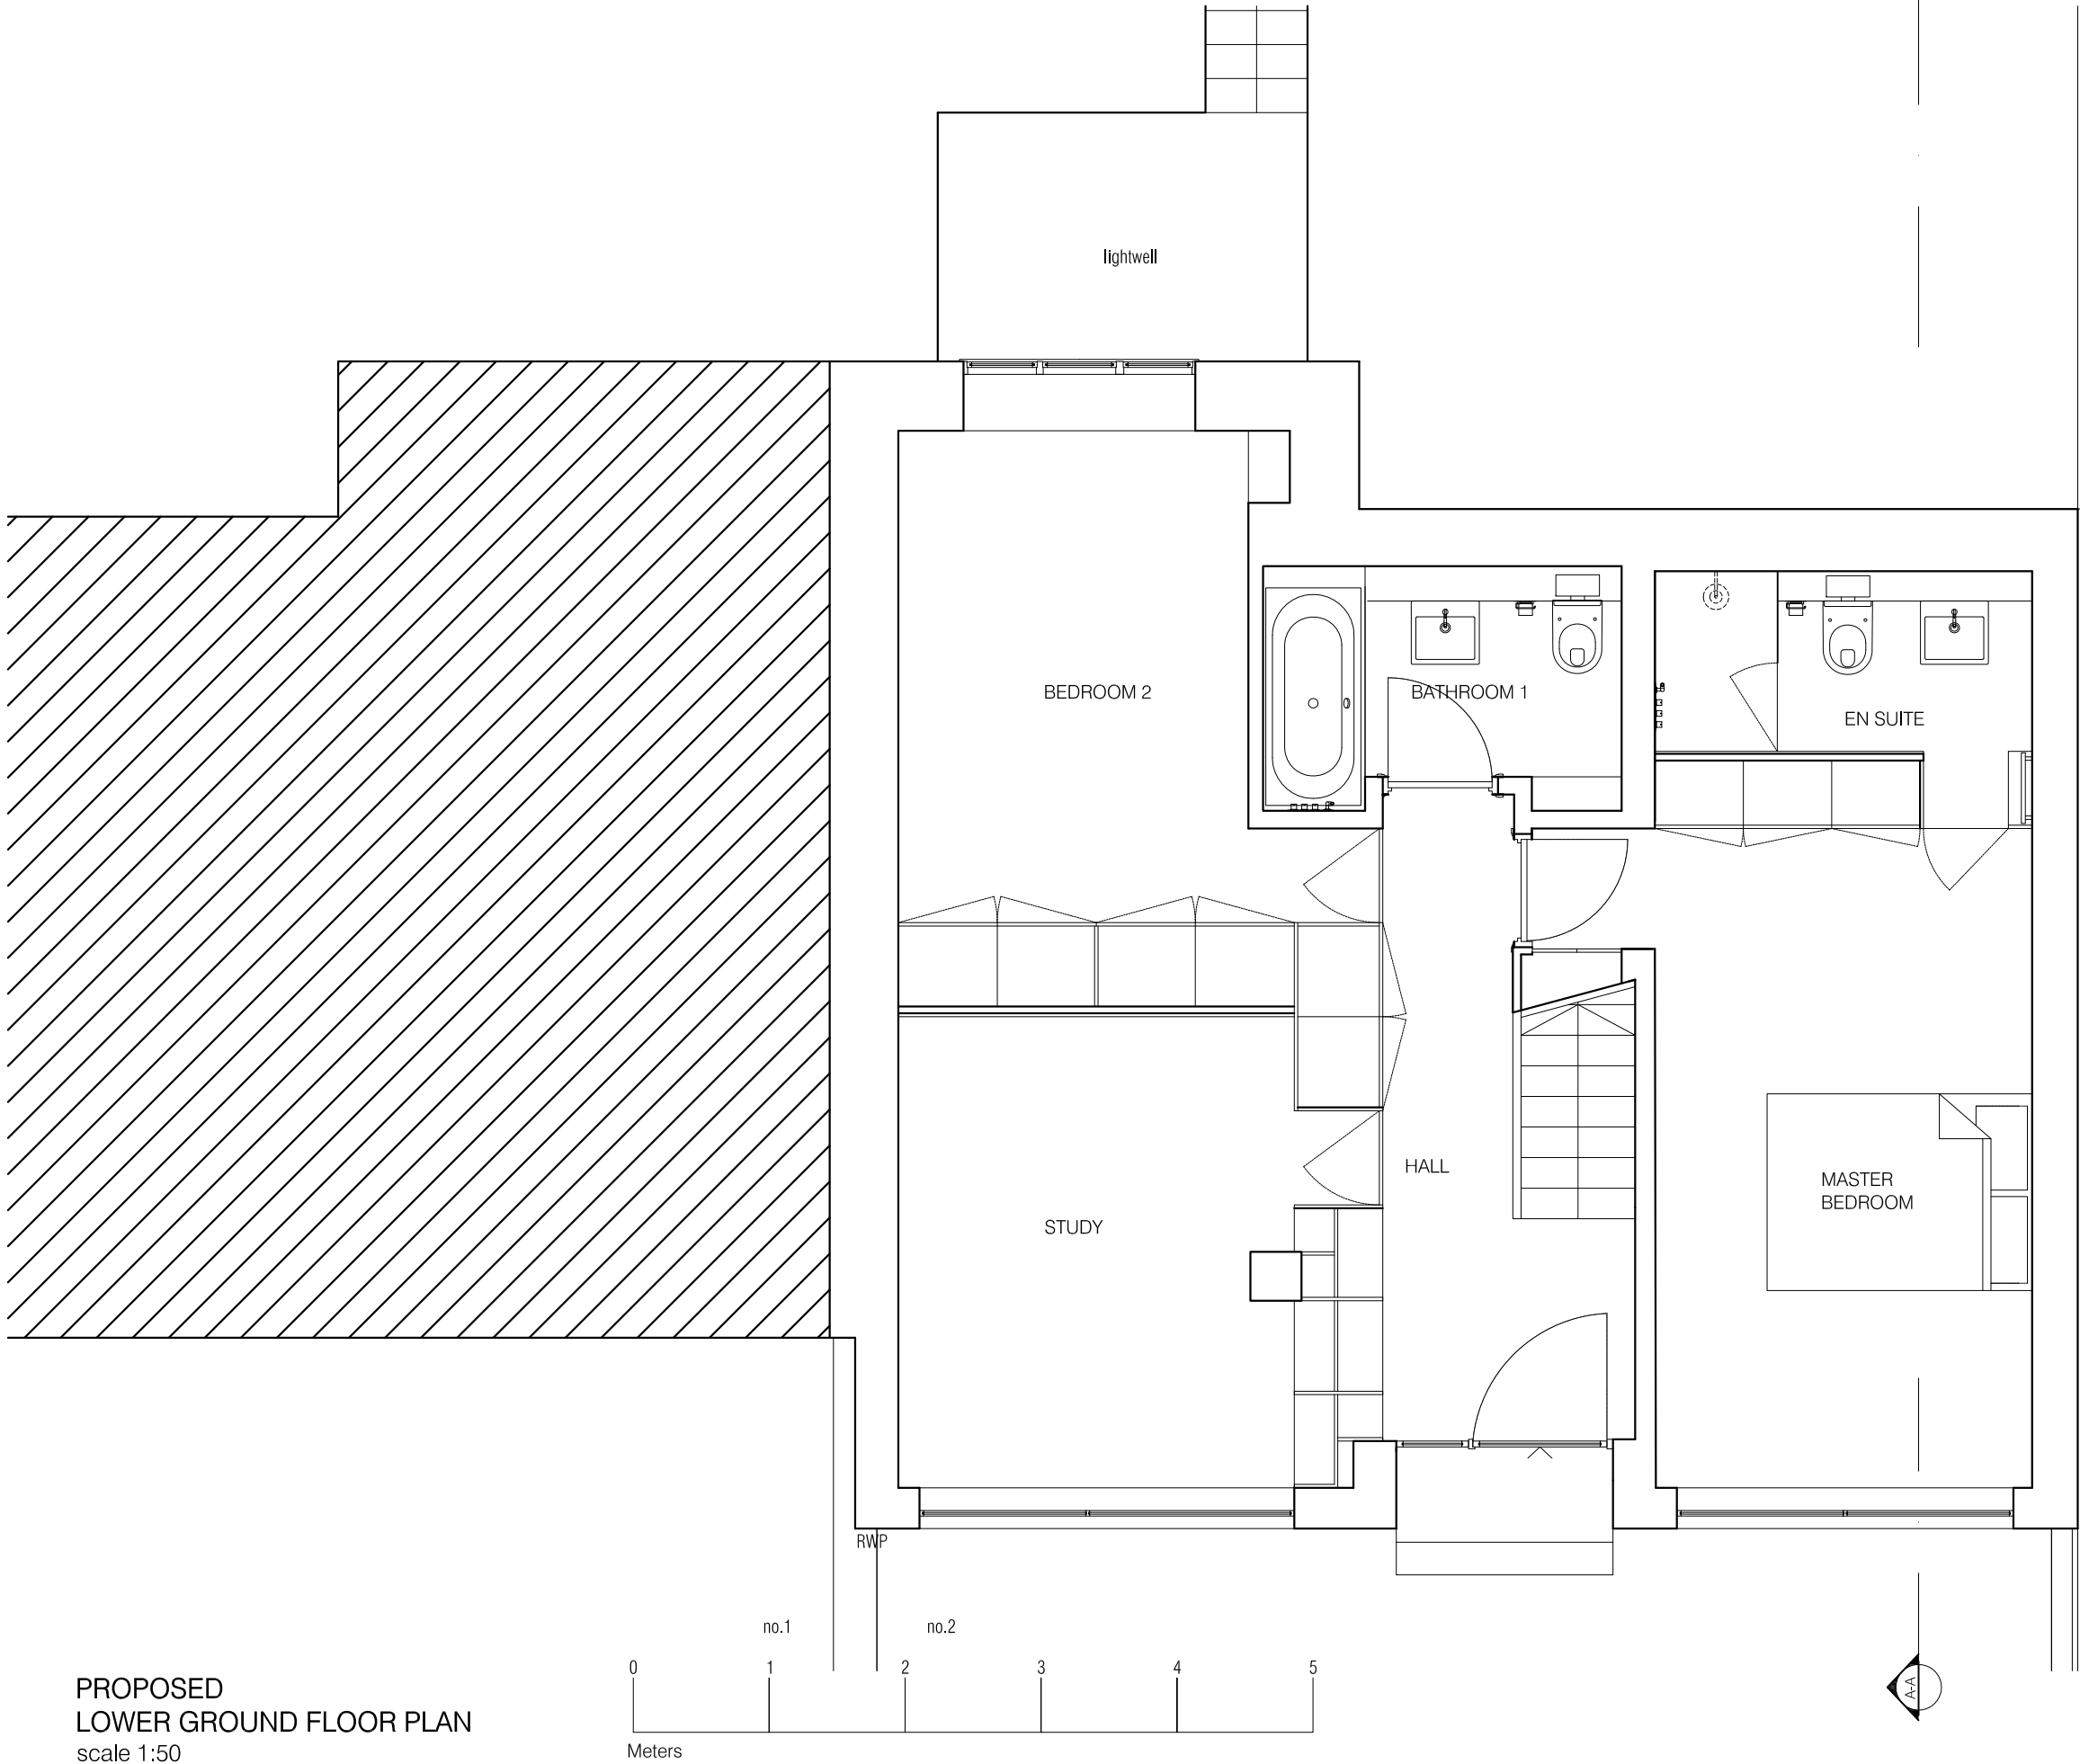 lightwell
BEDROOM 2
BATHROOM 1
EN SUITE
HALL
MASTER
BEDROOM
STUDY
RWP
no.1
no.2
0 1 2 3 4 5
Meters
A-A
PROPOSED
LOWER GROUND FLOOR PLAN
scale 1:50